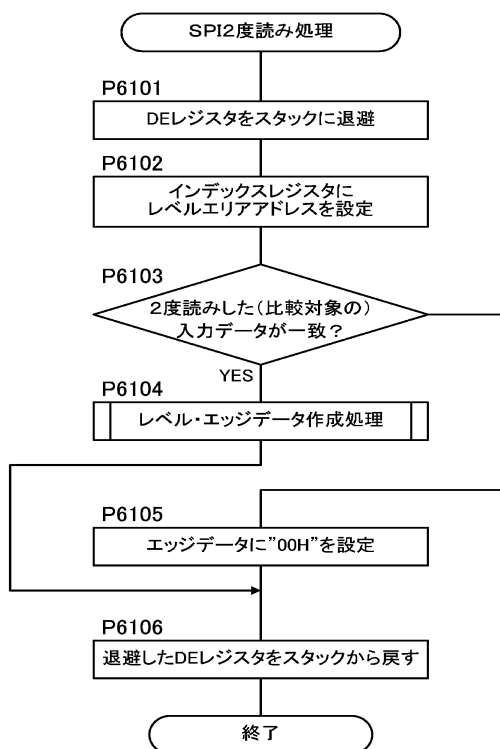 SPI2度読み処理
P6101
DEレジスタをスタックに退避
P6102
インデックスレジスタに
レベルエリアアドレスを設定
P6103
2度読みした(比較対象の)
入力データが一致?
YES
P6104
レベル・エッジデータ作成処理
P6105
エッジデータに”00H”を設定
P6106
退避したDEレジスタをスタックから戻す
終了